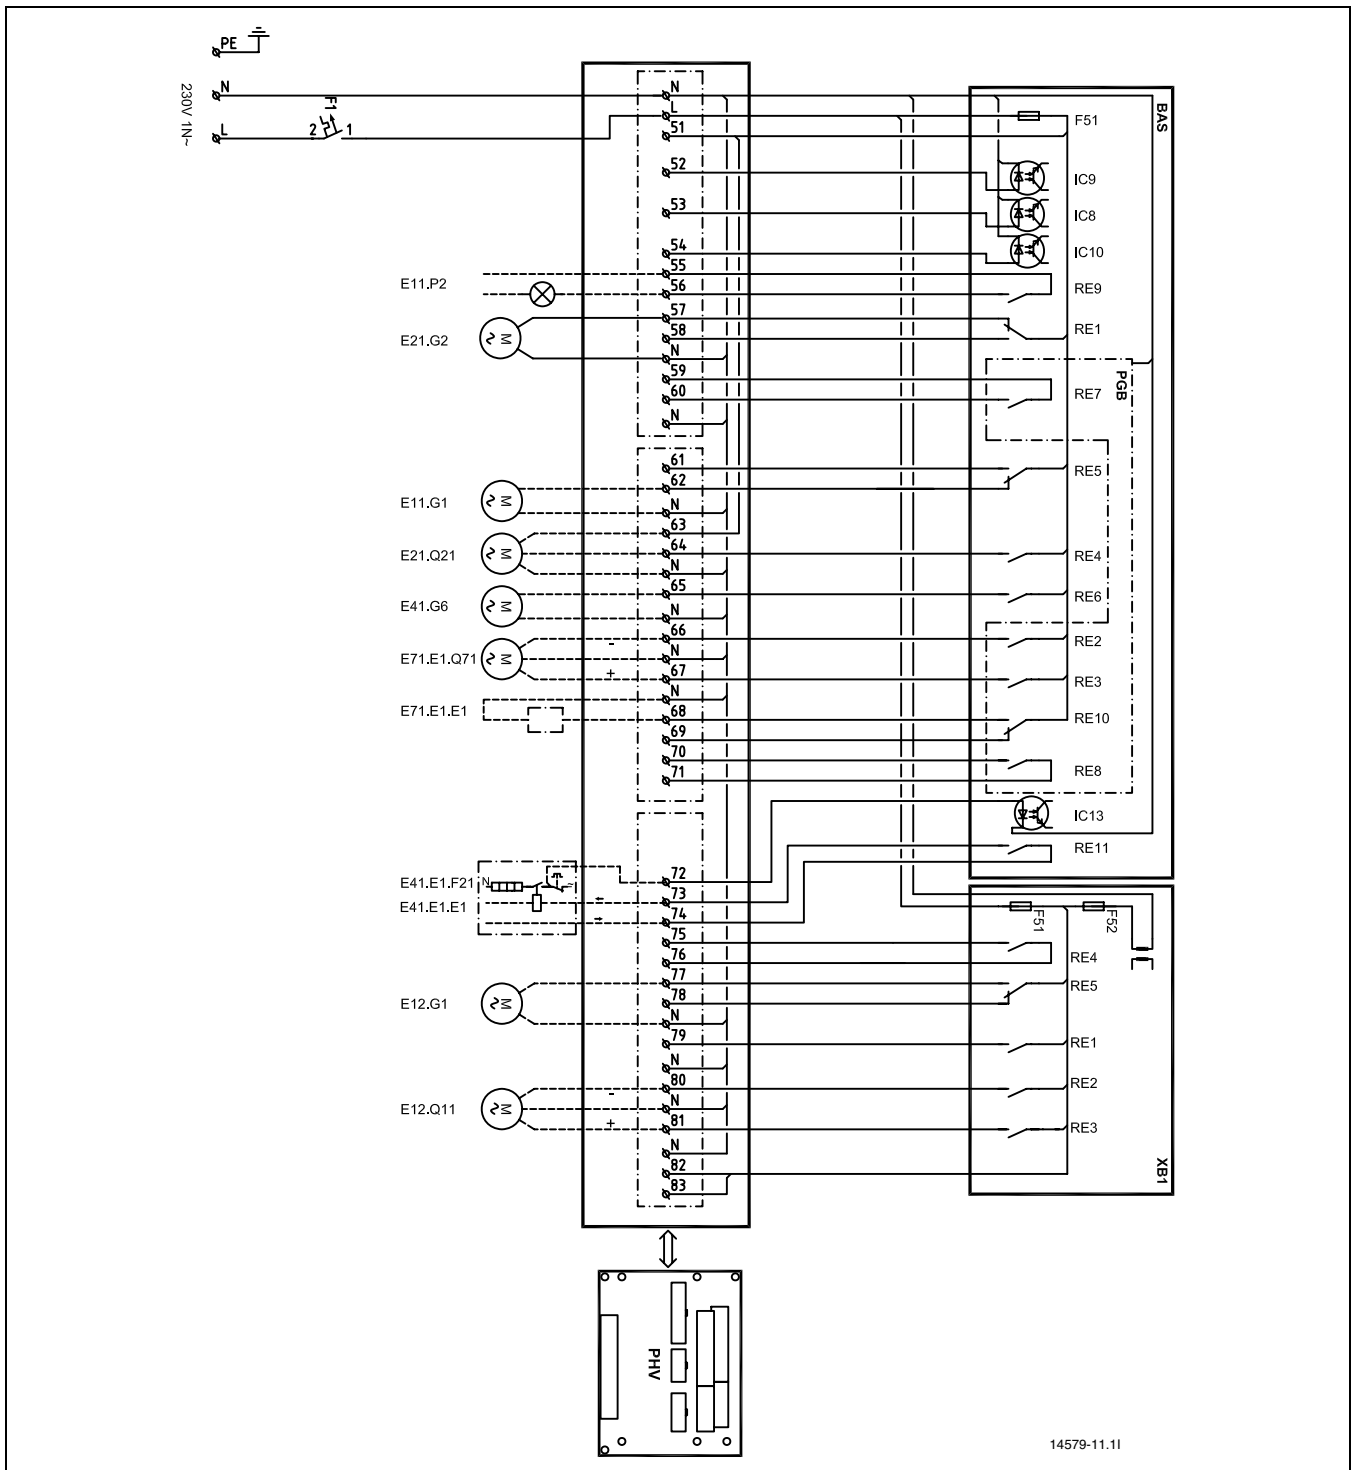 PE
N
230V 1N~
L
F1
2 1
N
L
51
52
53
54
55
56
57
58
N
59
60
N
61
62
N
63
64
N
65
N
66
N
67
N
68
69
70
71
72
73
74
75
76
77
78
N
79
N
80
N
81
N
82
83
E11.P2
E21.G2
M
~
E11.G1
M
~
E21.Q21
M
~
E41.G6
M
~
E71.E1.Q71
M
~
-
+
E71.E1.E1
E41.E1.F21
N
~
E41.E1.E1
E12.G1
M
~
E12.Q11
M
~
-
+
BAS
F51
IC9
IC8
IC10
RE9
RE1
PGB
RE7
RE5
RE4
RE6
RE2
RE3
RE10
RE8
IC13
RE11
F51
F52
RE4
RE5
RE1
RE2
RE3
XB1
PHV
14579-11.1I